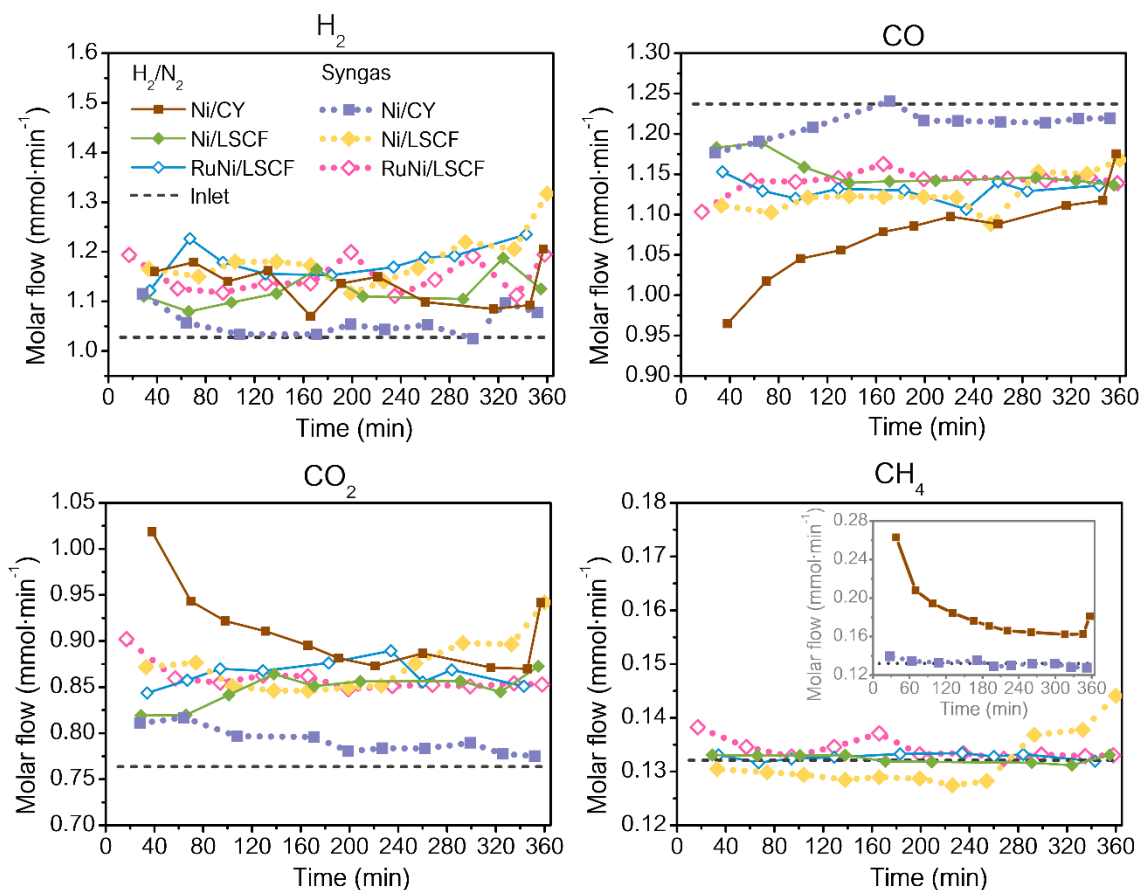 H2
Molar flow (mmol·min-1)
1.6
1.5
1.4
1.3
1.2
1.1
1.0
H2/N2
Syngas
Ni/CY
Ni/CY
Ni/LSCF
Ni/LSCF
RuNi/LSCF
RuNi/LSCF
Inlet
0 40 80 120 160 200 240 280 320 360
Time (min)
CO
Molar flow (mmol·min-1)
1.30
1.25
1.20
1.15
1.10
1.05
1.00
0.95
0.90
0 40 80 120 160 200 240 280 320 360
Time (min)
CO2
Molar flow (mmol·min-1)
1.05
1.00
0.95
0.90
0.85
0.80
0.75
0.70
0 40 80 120 160 200 240 280 320 360
Time (min)
CH4
Molar flow (mmol·min-1)
0.18
0.17
0.16
0.15
0.14
0.13
0.12
0 40 80 120 160 200 240 280 320 360
Time (min)
Molar flow (mmol·min-1)
0.28
0.24
0.20
0.16
0.12
0 60 120 180 240 300 360
Time (min)